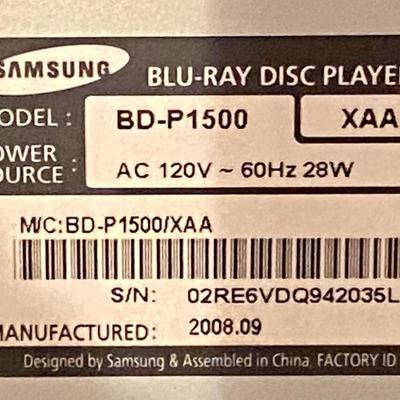 SAMSUNG BLU-RAY DISC PLAYE
ODEL : BD-P1500 XAA
OWER
OURCE : AC 120V ~ 60Hz 28W
M/C:BD-P1500/XAA
S/N: 02RE6VDQ942035L
MANUFACTURED: 2008.09
Designed by Samsung & Assembled in China, FACTORY ID